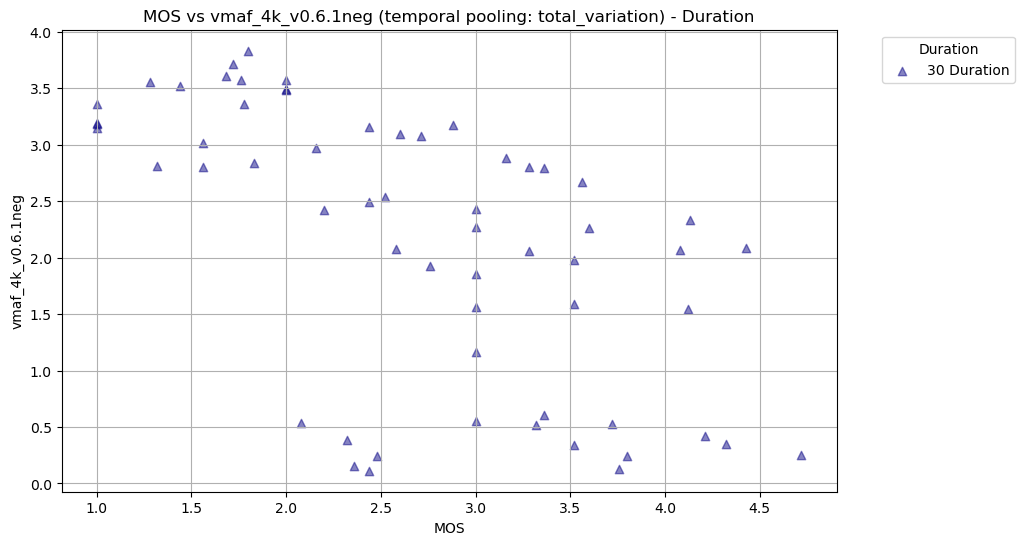 MOS vs vmaf_4k_v0.6.1neg (temporal pooling: total_variation) - Duration
Duration
30 Duration
vmaf_4k_v0.6.1neg
4.0
3.5
3.0
2.5
2.0
1.5
1.0
0.5
0.0
1.0 1.5 2.0 2.5 3.0 3.5 4.0 4.5
MOS